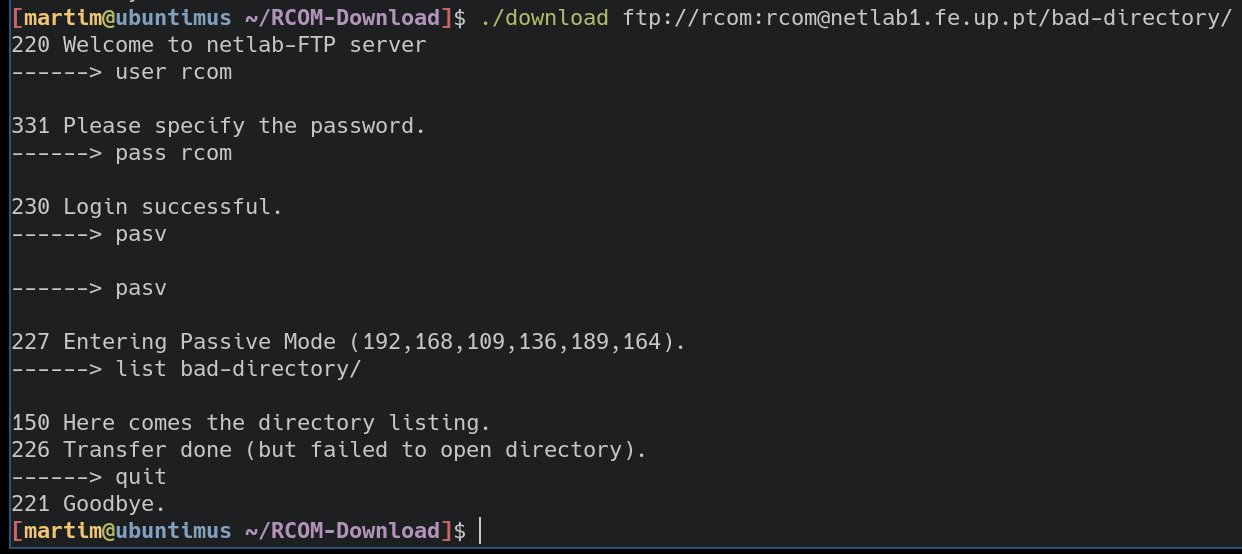 [martim@ubuntimus ~/RCOM-Download]$ ./download ftp://rcom:rcom@netlab1.fe.up.pt/bad-directory/
220 Welcome to netlab-FTP server
------> user rcom
331 Please specify the password.
------> pass rcom
230 Login successful.
------> pasv
------> pasv
227 Entering Passive Mode (192,168,109,136,189,164).
------> list bad-directory/
150 Here comes the directory listing.
226 Transfer done (but failed to open directory).
------> quit
221 Goodbye.
[martim@ubuntimus ~/RCOM-Download]$